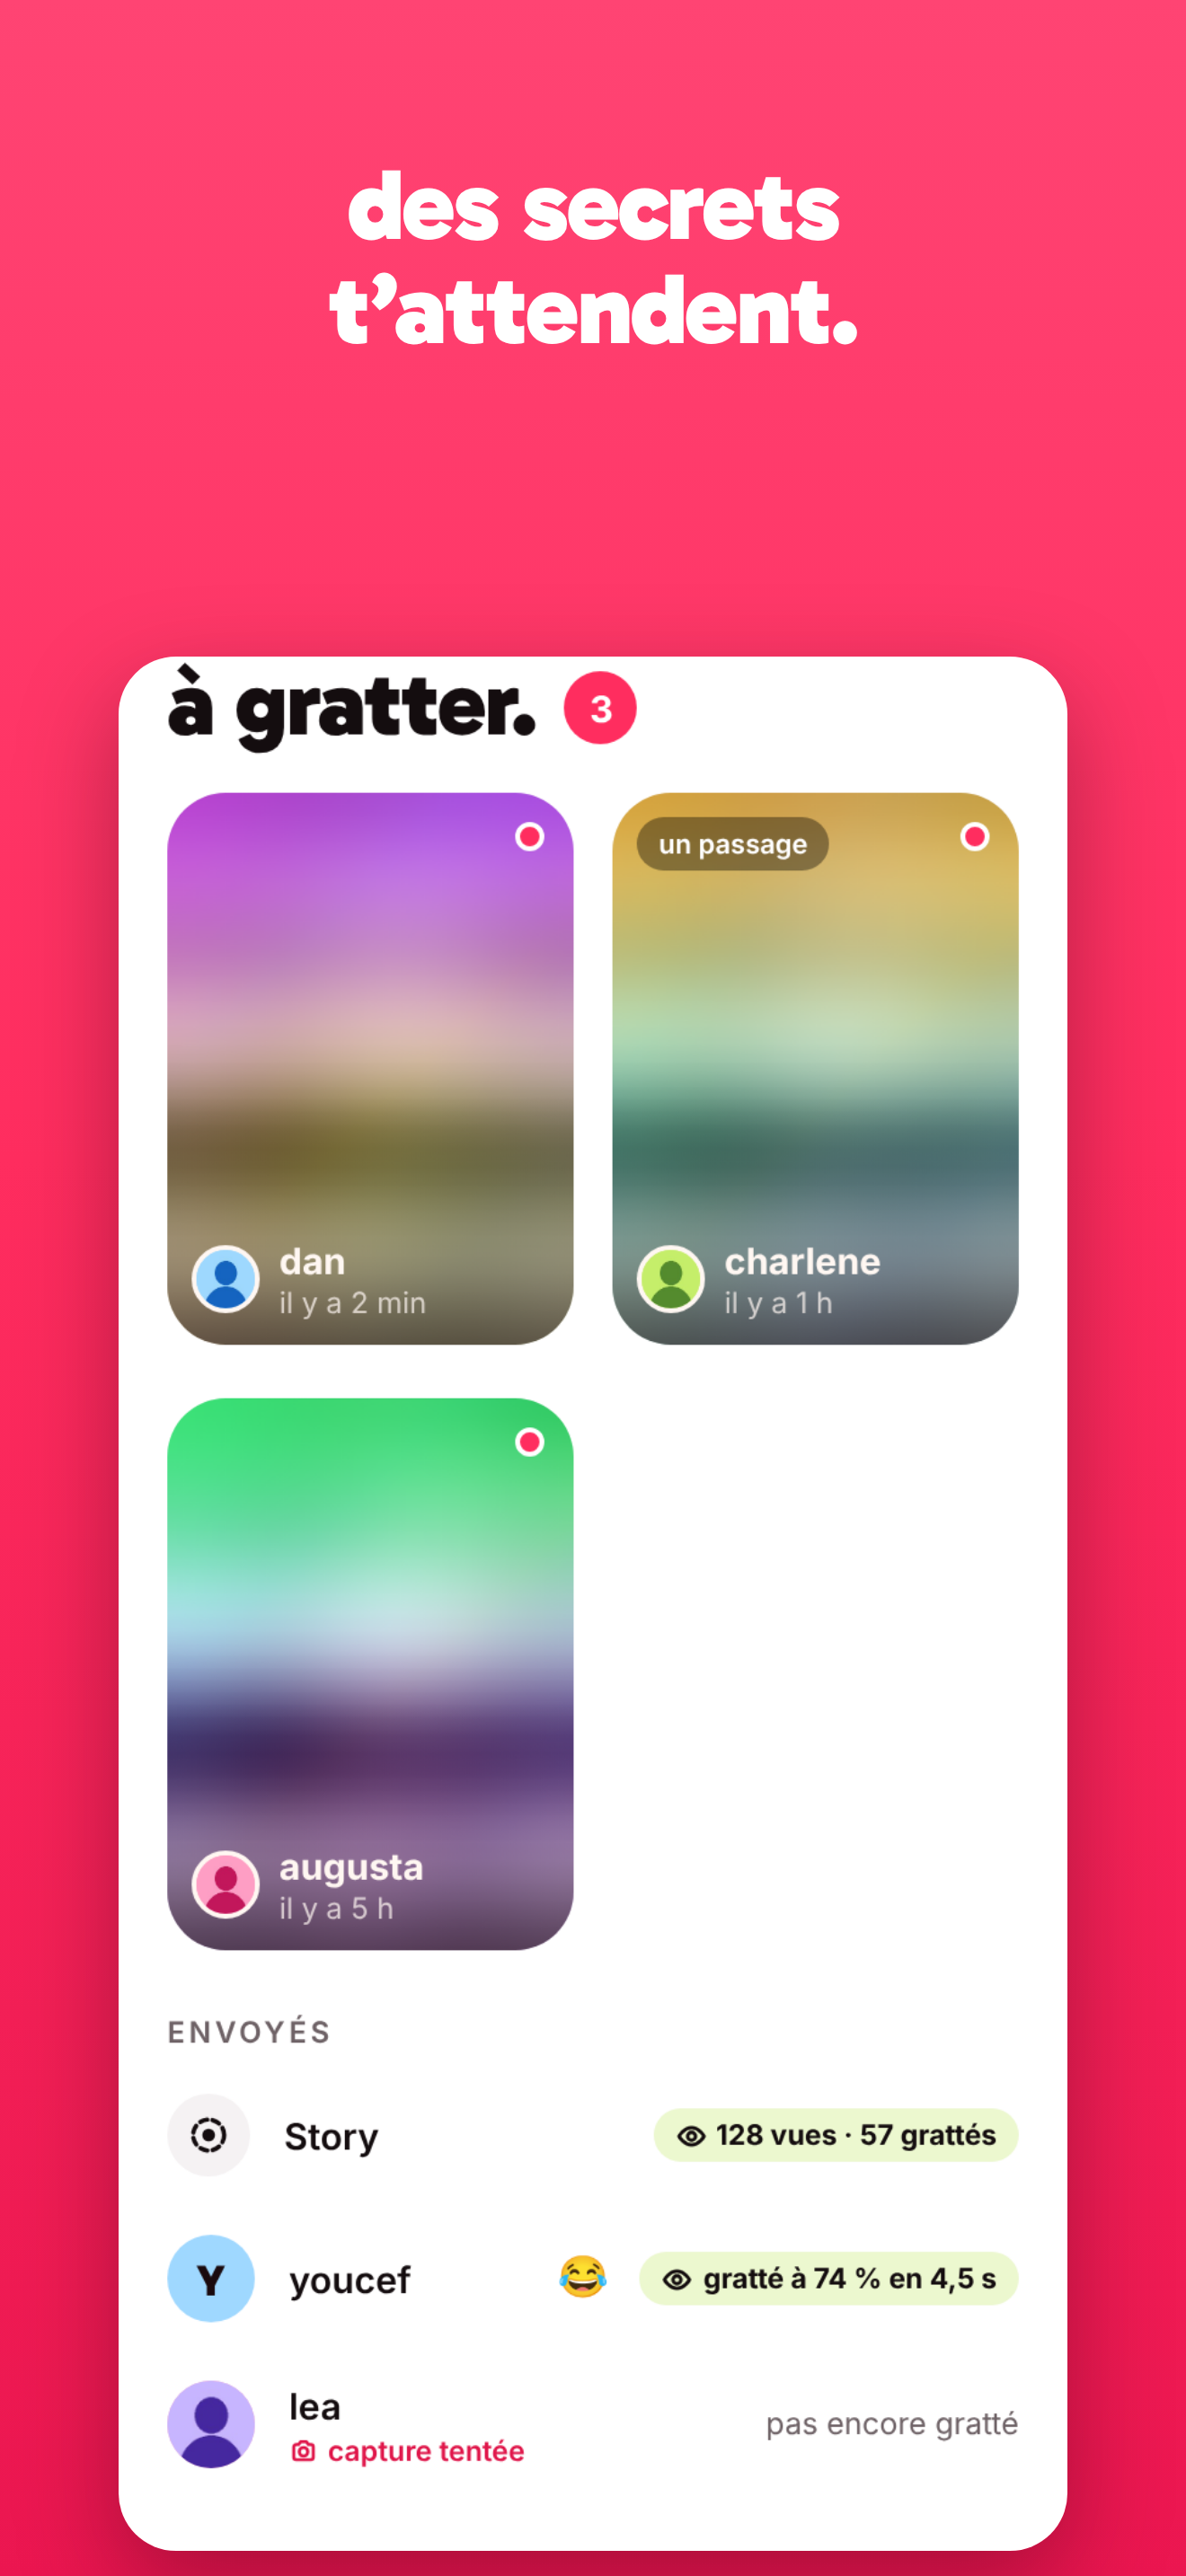 des secrets
t’attendent.
à gratter. 3
un passage
dan
il y a 2 min
charlene
il y a 1 h
augusta
il y a 5 h
ENVOYÉS
Story
128 vues · 57 grattés
Y
youcef
😂
gratté à 74 % en 4,5 s
lea
capture tentée
pas encore gratté